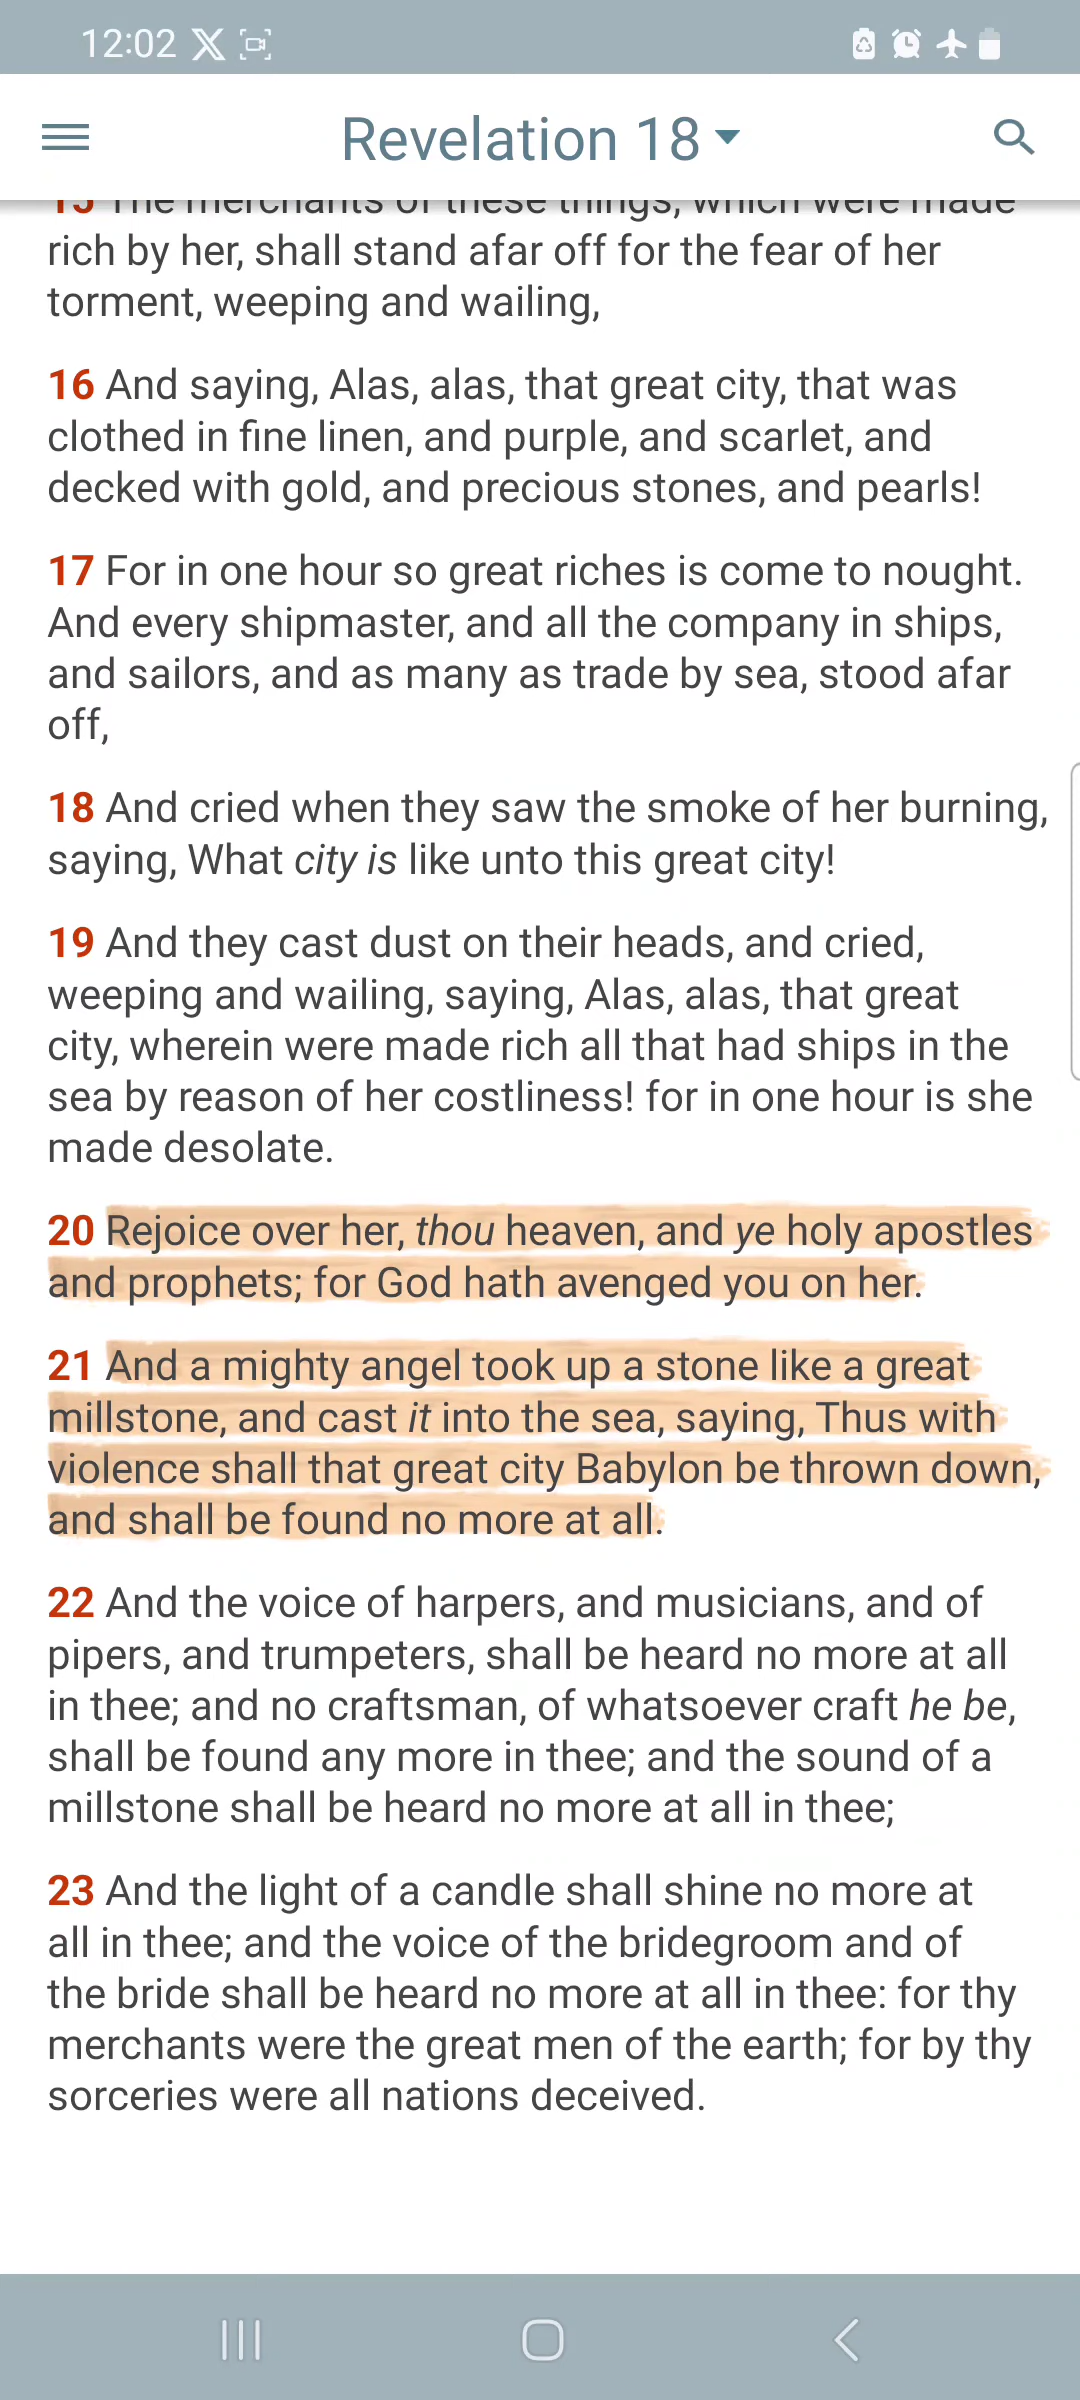 12:02
Revelation 18
15 The merchants of these things, which were made
rich by her, shall stand afar off for the fear of her
torment, weeping and wailing,
16 And saying, Alas, alas, that great city, that was
clothed in fine linen, and purple, and scarlet, and
decked with gold, and precious stones, and pearls!
17 For in one hour so great riches is come to nought.
And every shipmaster, and all the company in ships,
and sailors, and as many as trade by sea, stood afar
off,
18 And cried when they saw the smoke of her burning,
saying, What city is like unto this great city!
19 And they cast dust on their heads, and cried,
weeping and wailing, saying, Alas, alas, that great
city, wherein were made rich all that had ships in the
sea by reason of her costliness! for in one hour is she
made desolate.
20 Rejoice over her, thou heaven, and ye holy apostles
and prophets; for God hath avenged you on her.
21 And a mighty angel took up a stone like a great
millstone, and cast it into the sea, saying, Thus with
violence shall that great city Babylon be thrown down,
and shall be found no more at all.
22 And the voice of harpers, and musicians, and of
pipers, and trumpeters, shall be heard no more at all
in thee; and no craftsman, of whatsoever craft he be,
shall be found any more in thee; and the sound of a
millstone shall be heard no more at all in thee;
23 And the light of a candle shall shine no more at
all in thee; and the voice of the bridegroom and of
the bride shall be heard no more at all in thee: for thy
merchants were the great men of the earth; for by thy
sorceries were all nations deceived.